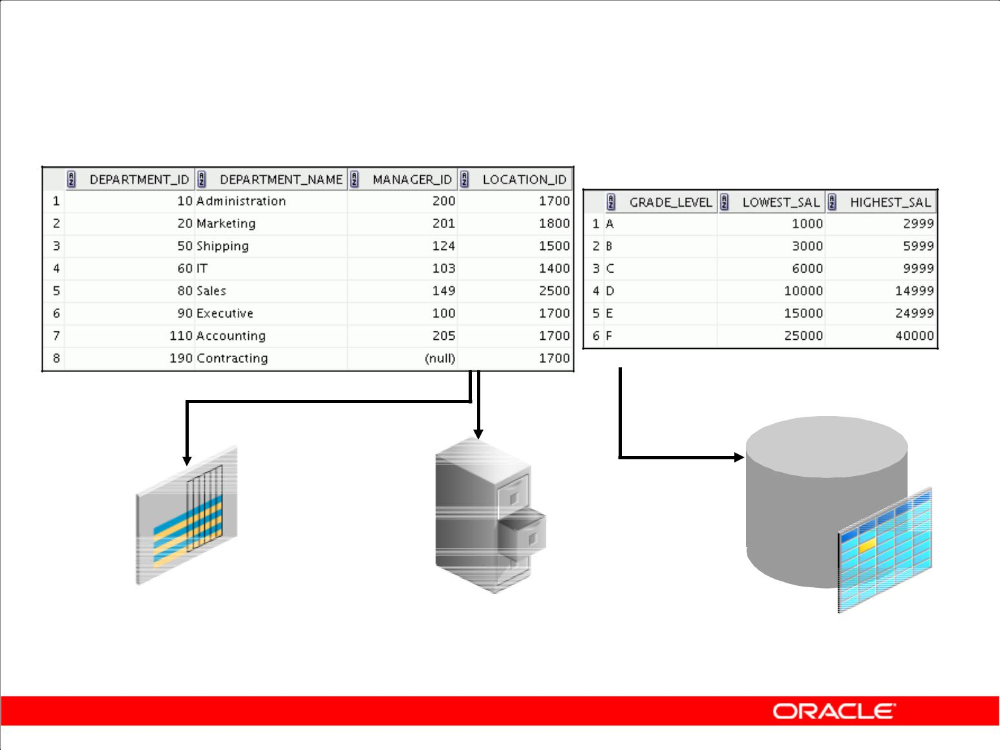 DEPARTMENT_ID DEPARTMENT_NAME MANAGER_ID LOCATION_ID
1 10 Administration 200 1700
2 20 Marketing 201 1800
3 50 Shipping 124 1500
4 60 IT 103 1400
5 80 Sales 149 2500
6 90 Executive 100 1700
7 110 Accounting 205 1700
8 190 Contracting (null) 1700
GRADE_LEVEL LOWEST_SAL HIGHEST_SAL
1 A 1000 2999
2 B 3000 5999
3 C 6000 9999
4 D 10000 14999
5 E 15000 24999
6 F 25000 40000
ORACLE